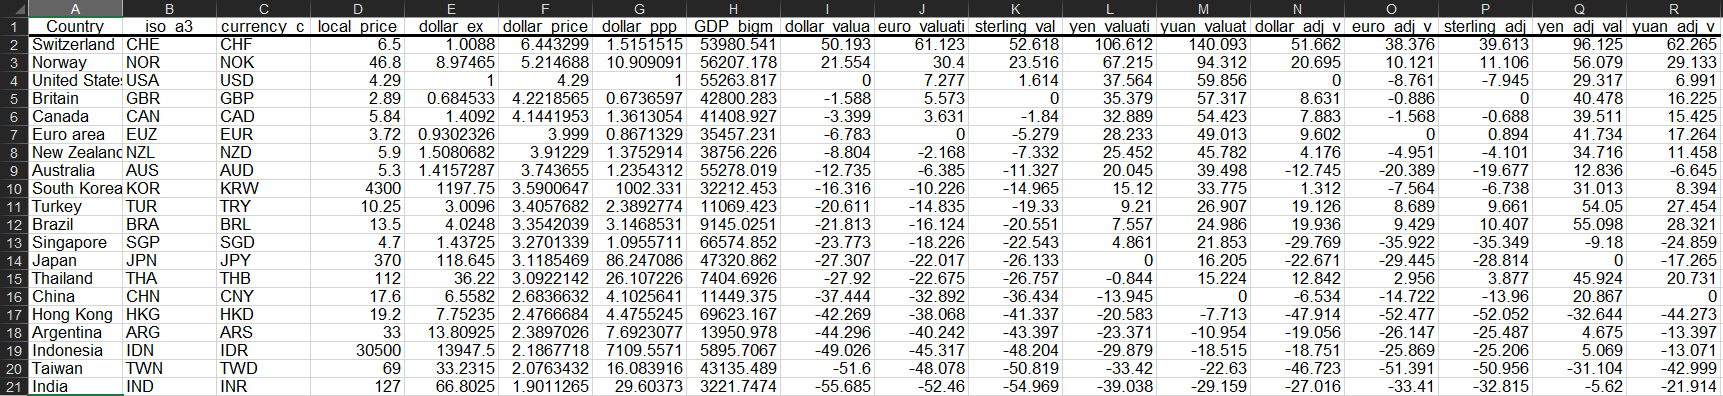 A B C D E F G H I J K L M N O P Q R
1 Country iso_a3 currency_c local_price dollar_ex dollar_price dollar_ppp GDP_bigm dollar_valua euro_valuati sterling_val yen_valuati yuan_valuat dollar_adj_v euro_adj_v sterling_adj yen_adj_val yuan_adj_v
2 Switzerland CHE CHF 6.5 1.0088 6.443299 1.5151515 53980.541 50.193 61.123 52.618 106.612 140.093 51.662 38.376 39.613 96.125 62.265
3 Norway NOR NOK 46.8 8.97465 5.214688 10.909091 56207.178 21.554 30.4 23.516 67.215 94.312 20.695 10.121 11.106 56.079 29.133
4 United State USA USD 4.29 1 4.29 1 55263.817 0 7.277 1.614 37.564 59.856 0 -8.761 -7.945 29.317 6.991
5 Britain GBR GBP 2.89 0.684533 4.2218565 0.6736597 42800.283 -1.588 5.573 0 35.379 57.317 8.631 -0.886 0 40.478 16.225
6 Canada CAN CAD 5.84 1.4092 4.1441953 1.3613054 41408.927 -3.399 3.631 -1.84 32.889 54.423 7.883 -1.568 -0.688 39.511 15.425
7 Euro area EUZ EUR 3.72 0.9302326 3.999 0.8671329 35457.231 -6.783 0 -5.279 28.233 49.013 9.602 0 0.894 41.734 17.264
8 New Zealanc NZL NZD 5.9 1.5080682 3.91229 1.3752914 38756.226 -8.804 -2.168 -7.332 25.452 45.782 4.176 -4.951 -4.101 34.716 11.458
9 Australia AUS AUD 5.3 1.4157287 3.743655 1.2354312 55278.019 -12.735 -6.385 -11.327 20.045 39.498 -12.745 -20.389 -19.677 12.836 -6.645
10 South Korea KOR KRW 4300 1197.75 3.5900647 1002.331 32212.453 -16.316 -10.226 -14.965 15.12 33.775 1.312 -7.564 -6.738 31.013 8.394
11 Turkey TUR TRY 10.25 3.0096 3.4057682 2.3892774 11069.423 -20.611 -14.835 -19.33 9.21 26.907 19.126 8.689 9.661 54.05 27.454
12 Brazil BRA BRL 13.5 4.0248 3.3542039 3.1468531 9145.0251 -21.813 -16.124 -20.551 7.557 24.986 19.936 9.429 10.407 55.098 28.321
13 Singapore SGP SGD 4.7 1.43725 3.2701339 1.0955711 66574.852 -23.773 -18.226 -22.543 4.861 21.853 -29.769 -35.922 -35.349 -9.18 -24.859
14 Japan JPN JPY 370 118.645 3.1185469 86.247086 47320.862 -27.307 -22.017 -26.133 0 16.205 -22.671 -29.445 -28.814 0 -17.265
15 Thailand THA THB 112 36.22 3.0922142 26.107226 7404.6926 -27.92 -22.675 -26.757 -0.844 15.224 12.842 2.956 3.877 45.924 20.731
16 China CHN CNY 17.6 6.5582 2.6836632 4.1025641 11449.375 -37.444 -32.892 -36.434 -13.945 0 -6.534 -14.722 -13.96 20.867 0
17 Hong Kong HKG HKD 19.2 7.75235 2.4766684 4.4755245 69623.167 -42.269 -38.068 -41.337 -20.583 -7.713 -47.914 -52.477 -52.052 -32.644 -44.273
18 Argentina ARG ARS 33 13.80925 2.3897026 7.6923077 13950.978 -44.296 -40.242 -43.397 -23.371 -10.954 -19.056 -26.147 -25.487 4.675 -13.397
19 Indonesia IDN IDR 30500 13947.5 2.1867718 7109.5571 5895.7067 -49.026 -45.317 -48.204 -29.879 -18.515 -18.751 -25.869 -25.206 5.069 -13.071
20 Taiwan TWN TWD 69 33.2315 2.0763432 16.083916 43135.489 -51.6 -48.078 -50.819 -33.42 -22.63 -46.723 -51.391 -50.956 -31.104 -42.999
21 India IND INR 127 66.8025 1.9011265 29.60373 3221.7474 -55.685 -52.46 -54.969 -39.038 -29.159 -27.016 -33.41 -32.815 -5.62 -21.914